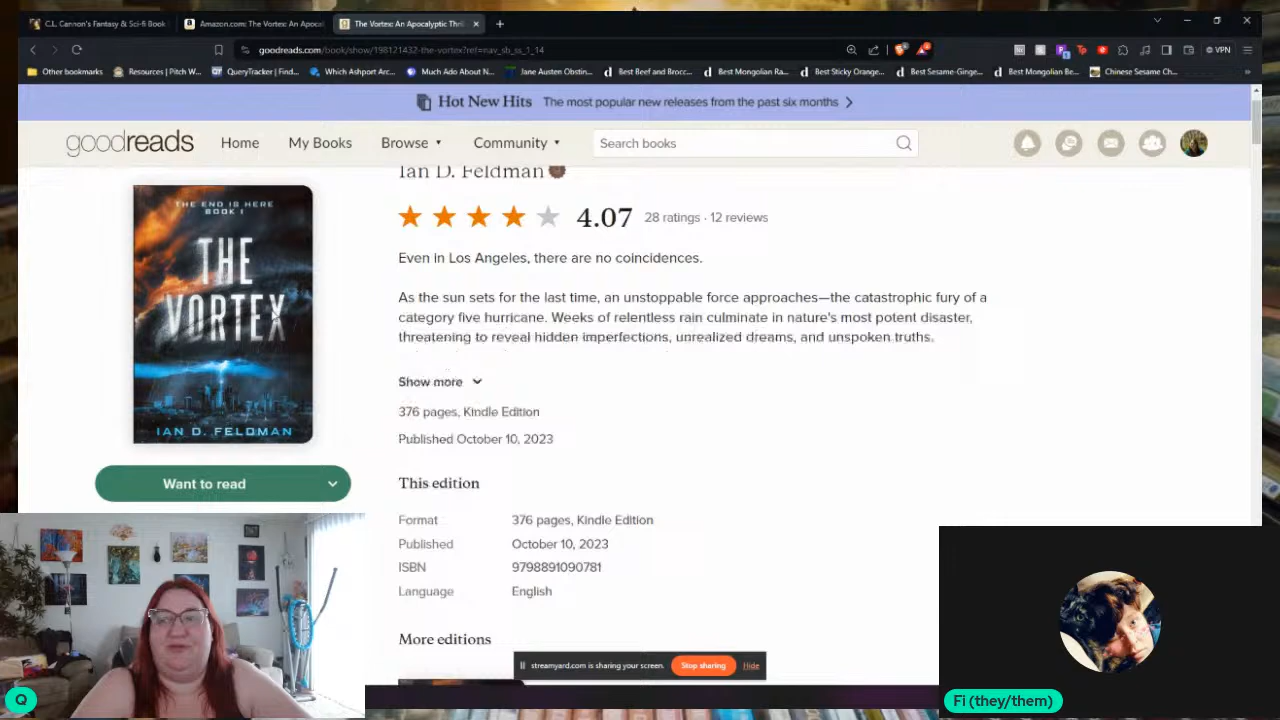 C.L. Cannon's Fantasy & Sci-fi Book
Amazon.com: The Vortex: An Apocal
The Vortex: An Apocalyptic Thril
goodreads.com/book/show/198121432-the-vortex?ref=nav_sb_ss_1_14
VPN
Other bookmarks
Resources | Pitch W...
QueryTracker | Find...
Which Ashport Arc...
Much Ado About N...
Jane Austen Obstin...
Best Beef and Brocc...
Best Mongolian Ra...
Best Sticky Orange...
Best Sesame-Ginge...
Best Mongolian Be...
Chinese Sesame Ch...
Hot New Hits The most popular new releases from the past six months
goodreads
Home
My Books
Browse
Community
Search books
Ian D. Feldman
4.07
28 ratings · 12 reviews
THE END IS HERE
BOOK 1
THE
VORTEX
IAN D. FELDMAN
Even in Los Angeles, there are no coincidences.
As the sun sets for the last time, an unstoppable force approaches—the catastrophic fury of a
category five hurricane. Weeks of relentless rain culminate in nature's most potent disaster,
threatening to reveal hidden imperfections, unrealized dreams, and unspoken truths.
Show more
376 pages, Kindle Edition
Published October 10, 2023
Want to read
This edition
Format 376 pages, Kindle Edition
Published October 10, 2023
ISBN 9798891090781
Language English
More editions
streamyard.com is sharing your screen. Stop sharing Hide
Q
Fi (they/them)